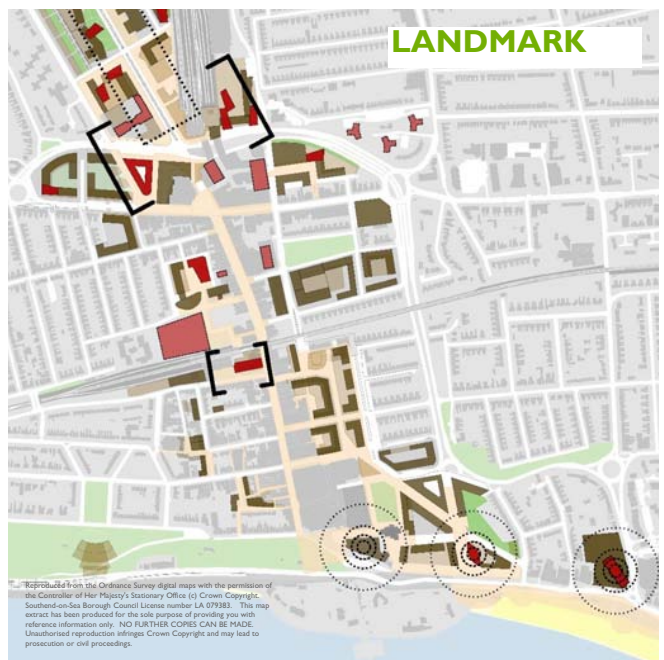 LANDMARK
Reproduced from the Ordnance Survey digital maps with the permission of
the Controller of Her Majesty's Stationary Office (c) Crown Copyright.
Southend-on-Sea Borough Council License number LA 079383. This map
extract has been produced for the sole purpose of providing you with
reference information only. NO FURTHER COPIES CAN BE MADE.
Unauthorised reproduction infringes Crown Copyright and may lead to
prosecution or civil proceedings.